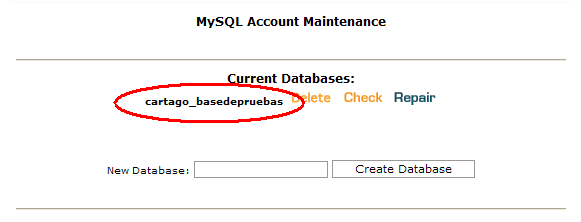 MySQL Account Maintenance
Current Databases:
cartago_basedepruebas Delete Check Repair
New Database: Create Database